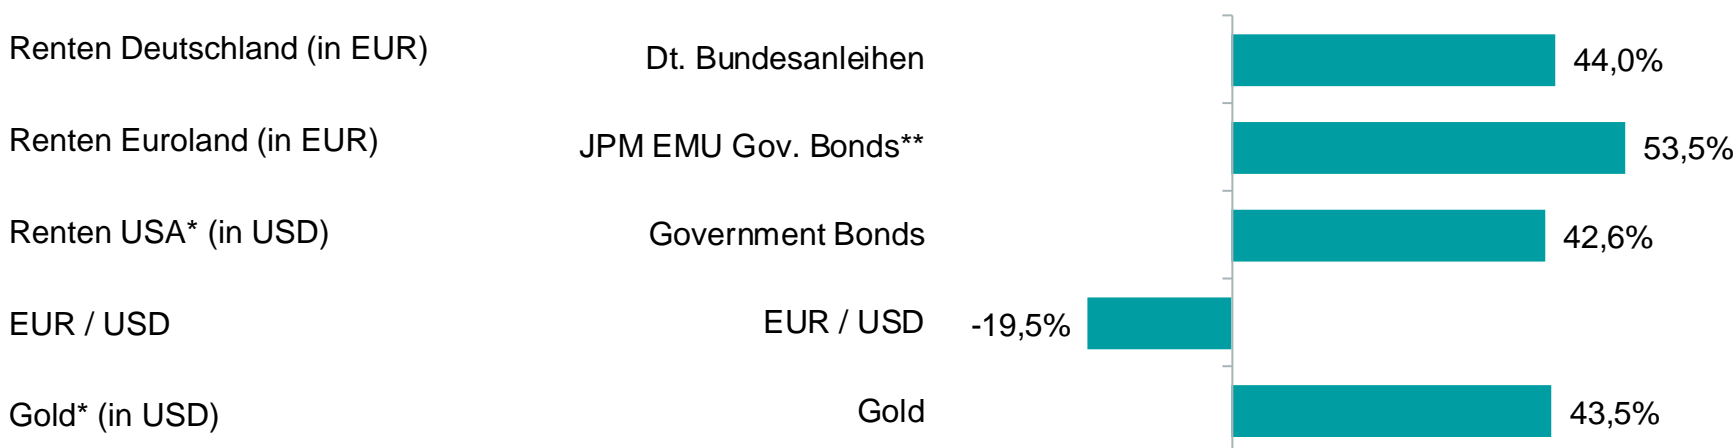 Renten Deutschland (in EUR) Dt. Bundesanleihen 44,0%
Renten Euroland (in EUR) JPM EMU Gov. Bonds** 53,5%
Renten USA* (in USD) Government Bonds 42,6%
EUR / USD EUR / USD -19,5%
Gold* (in USD) Gold 43,5%